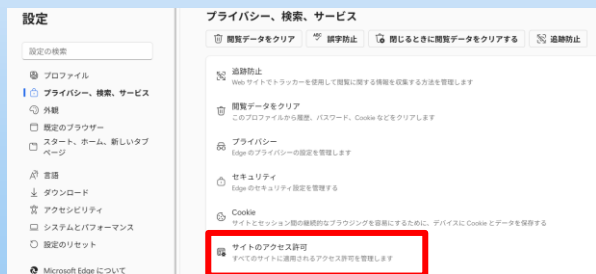 設定
設定の検索
プロファイル
プライバシー、検索、サービス
外観
既定のブラウザー
スタート、ホーム、新しいタブ
ページ
言語
ダウンロード
アクセシビリティ
システムとパフォーマンス
設定のリセット
Microsoft Edge について
プライバシー、検索、サービス
閲覧データをクリア ABC 誤字防止 閉じるときに閲覧データをクリアする 追跡防止
追跡防止
Web サイトでトラッカーを使用して閲覧に関する情報を収集する方法を管理します
閲覧データをクリア
このプロファイルから履歴、パスワード、Cookie などをクリアします
プライバシー
Edge のプライバシーの設定を管理します
セキュリティ
Edge のセキュリティ設定を管理する
Cookie
サイトとセッション間の継続的なブラウジングを容易にするために、デバイスに Cookie とデータを保存する
サイトのアクセス許可
すべてのサイトに適用されるアクセス許可を管理します